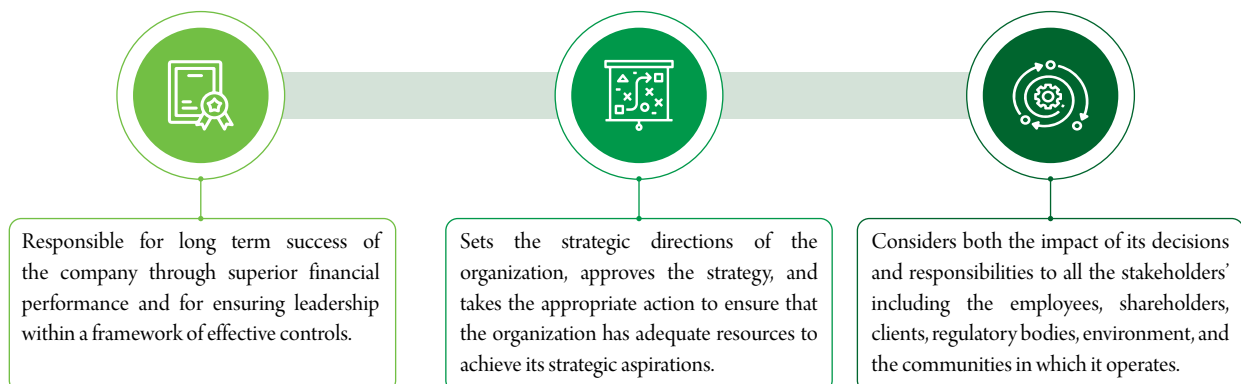 Responsible for long term success of
the company through superior financial
performance and for ensuring leadership
within a framework of effective controls.
Sets the strategic directions of the
organization, approves the strategy, and
takes the appropriate action to ensure that
the organization has adequate resources to
achieve its strategic aspirations.
Considers both the impact of its decisions
and responsibilities to all the stakeholders’
including the employees, shareholders,
clients, regulatory bodies, environment, and
the communities in which it operates.